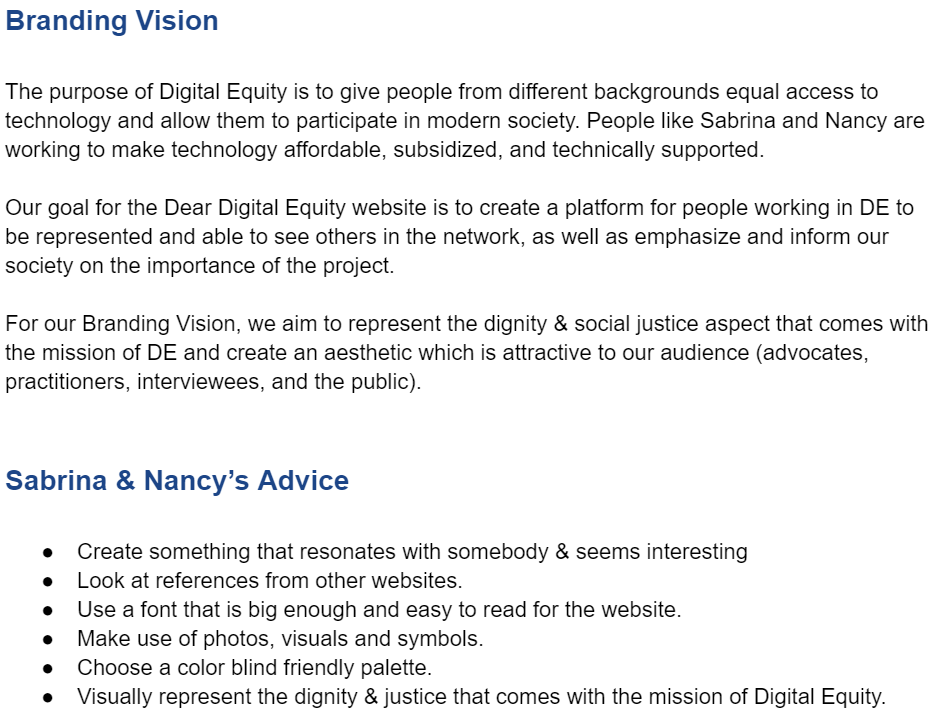 Branding Vision
The purpose of Digital Equity is to give people from different backgrounds equal access to
technology and allow them to participate in modern society. People like Sabrina and Nancy are
working to make technology affordable, subsidized, and technically supported.
Our goal for the Dear Digital Equity website is to create a platform for people working in DE to
be represented and able to see others in the network, as well as emphasize and inform our
society on the importance of the project.
For our Branding Vision, we aim to represent the dignity & social justice aspect that comes with
the mission of DE and create an aesthetic which is attractive to our audience (advocates,
practitioners, interviewees, and the public).
Sabrina & Nancy’s Advice
● Create something that resonates with somebody & seems interesting
● Look at references from other websites.
● Use a font that is big enough and easy to read for the website.
● Make use of photos, visuals and symbols.
● Choose a color blind friendly palette.
● Visually represent the dignity & justice that comes with the mission of Digital Equity.